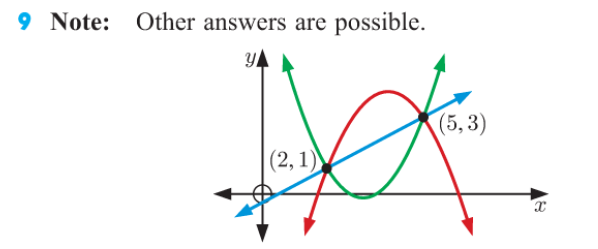 9 Note: Other answers are possible.
y
(5, 3)
(2, 1)
x